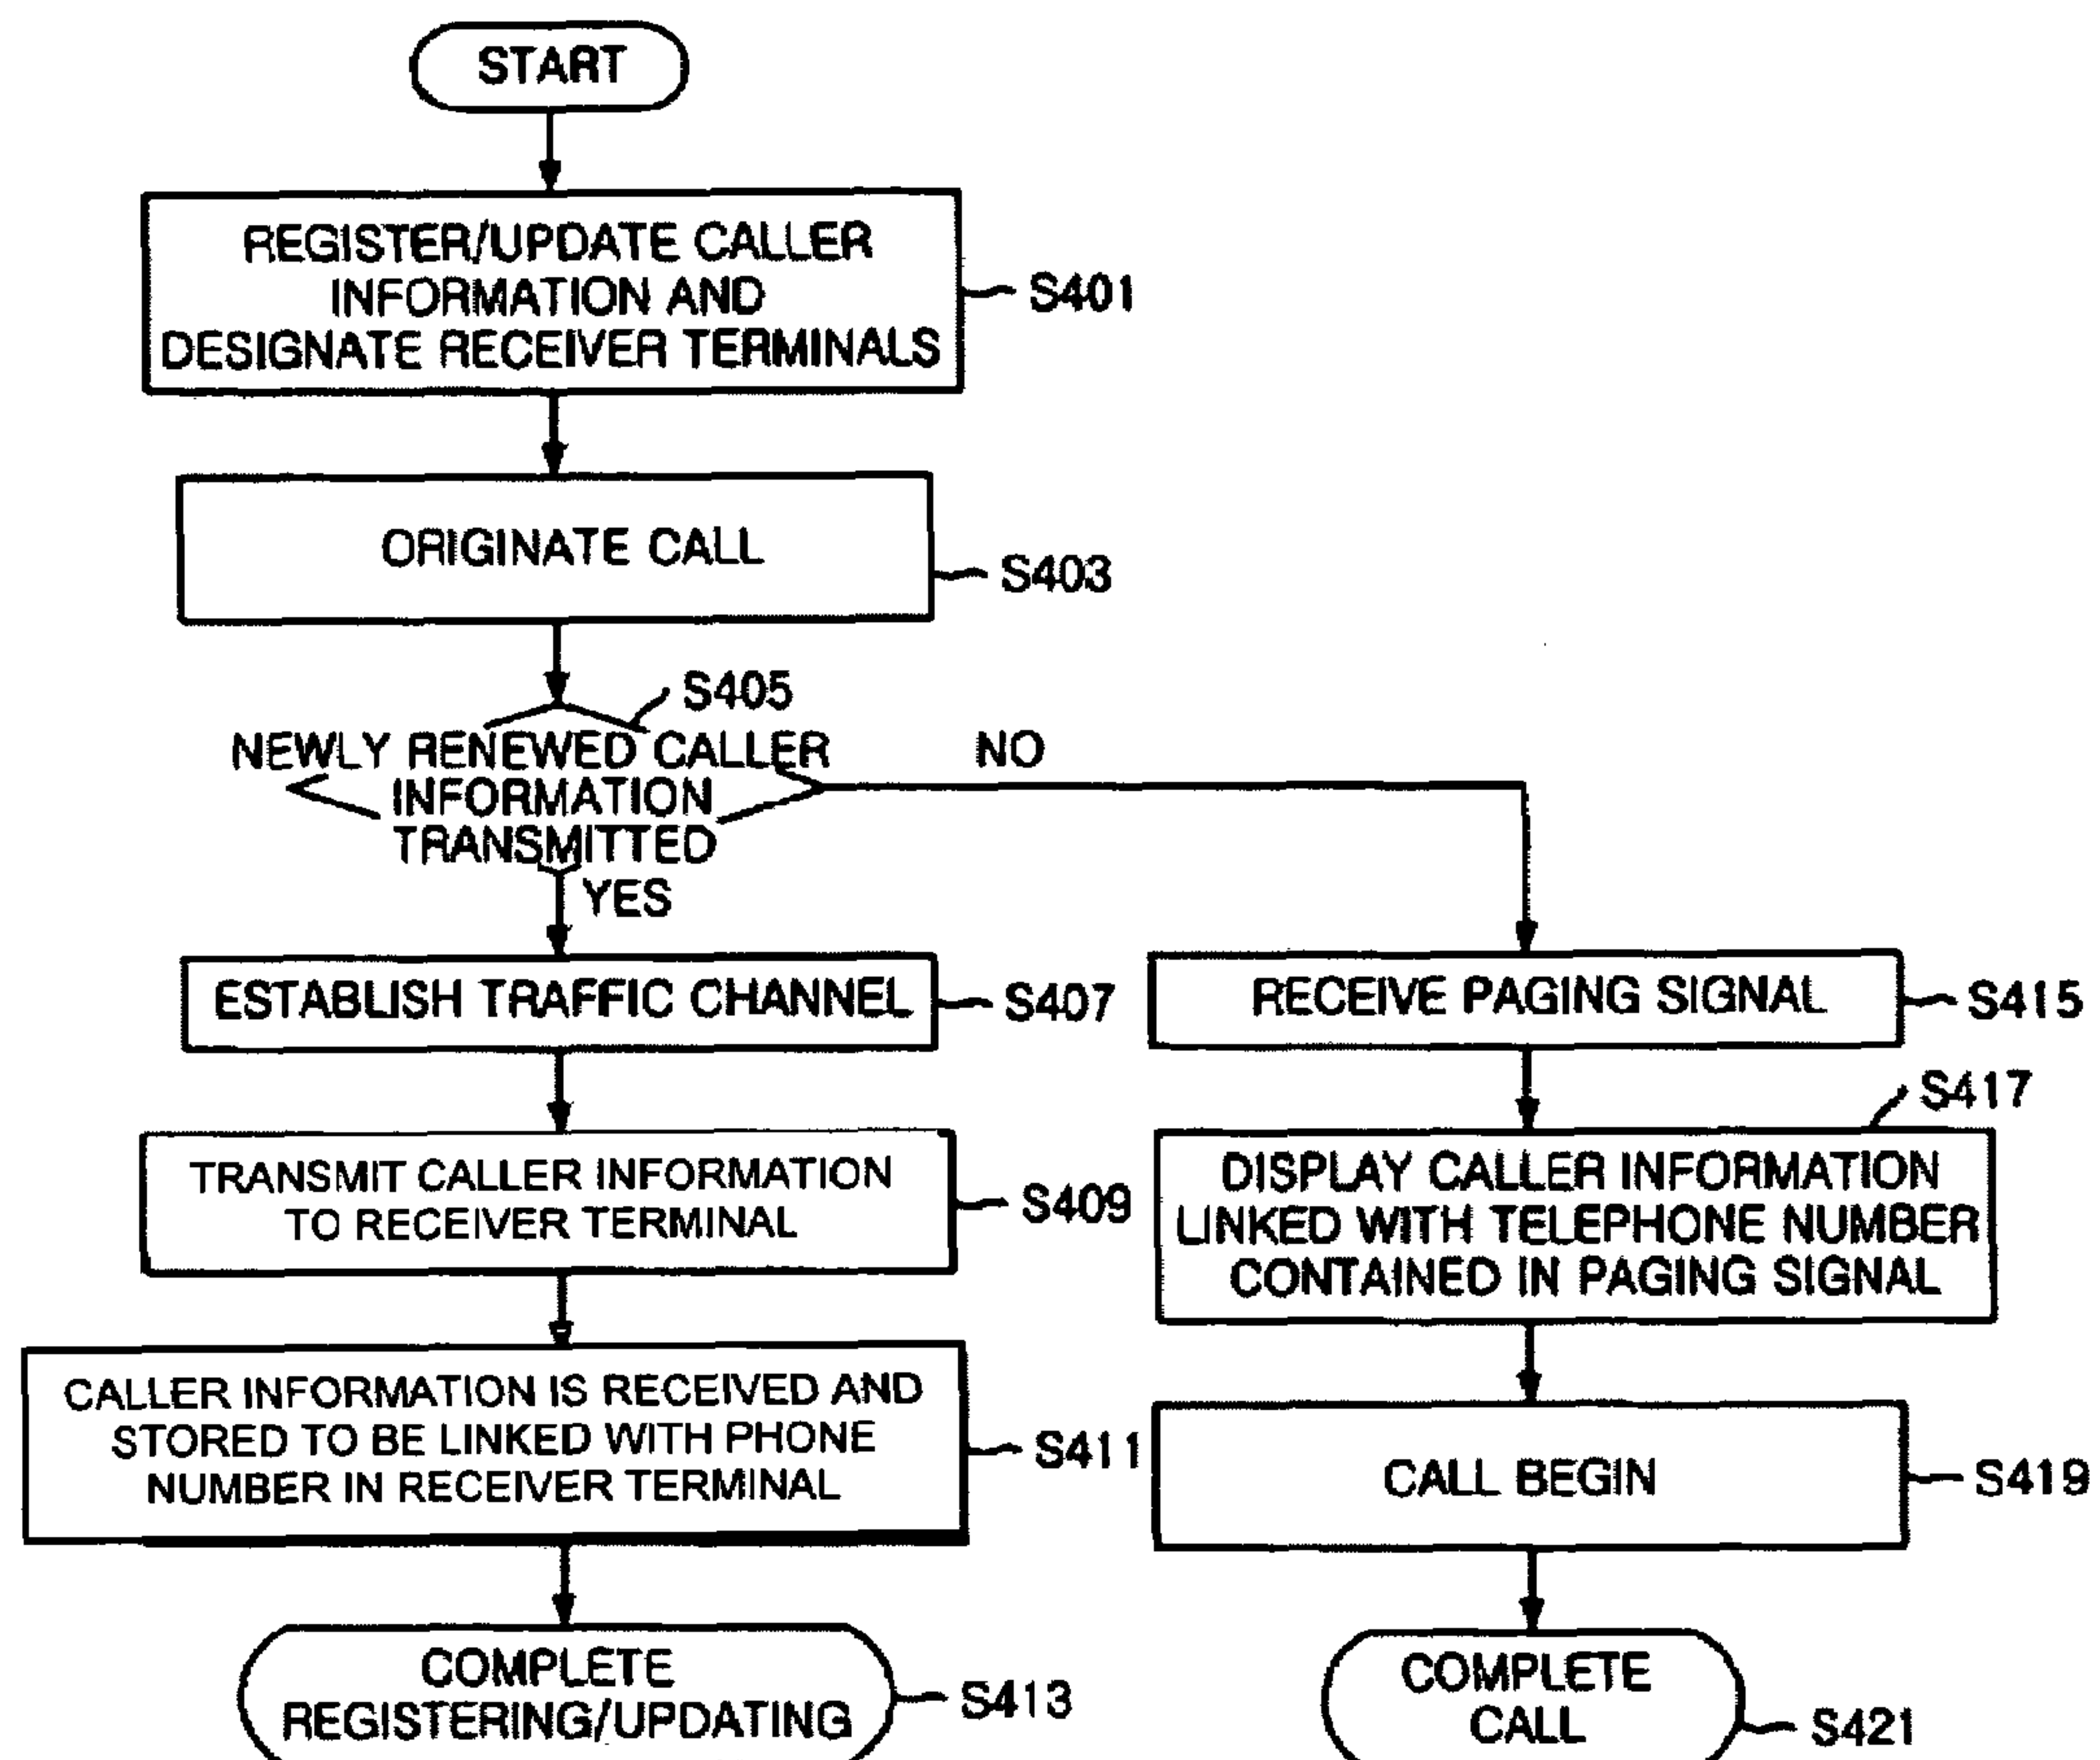 START
REGISTER/UPDATE CALLER
INFORMATION AND
DESIGNATE RECEIVER TERMINALS
S401
ORIGINATE CALL
S403
S405
NEWLY RENEWED CALLER
INFORMATION
TRANSMITTED
NO
YES
ESTABLISH TRAFFIC CHANNEL
S407
TRANSMIT CALLER INFORMATION
TO RECEIVER TERMINAL
S409
CALLER INFORMATION IS RECEIVED AND
STORED TO BE LINKED WITH PHONE
NUMBER IN RECEIVER TERMINAL
S411
COMPLETE
REGISTERING/UPDATING
S413
RECEIVE PAGING SIGNAL
S415
S417
DISPLAY CALLER INFORMATION
LINKED WITH TELEPHONE NUMBER
CONTAINED IN PAGING SIGNAL
CALL BEGIN
S419
COMPLETE
CALL
S421